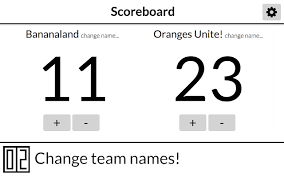 Scoreboard
Bananaland change name... Oranges Unite! change name...
11 23
+ - + -
02 Change team names!